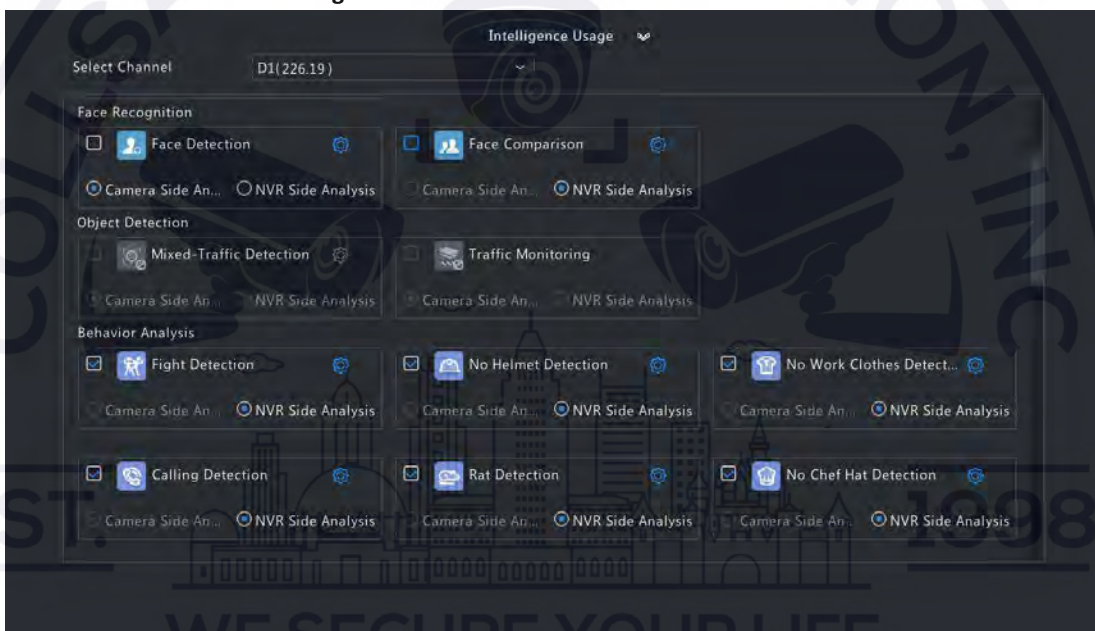 Intelligence Usage
Select Channel D1(226.19)
Face Recognition
Face Detection Face Comparison
Camera Side An... NVR Side Analysis Camera Side An... NVR Side Analysis
Object Detection
Mixed-Traffic Detection Traffic Monitoring
Camera Side An... NVR Side Analysis Camera Side An... NVR Side Analysis
Behavior Analysis
Fight Detection No Helmet Detection No Work Clothes Detect...
Camera Side An... NVR Side Analysis Camera Side An... NVR Side Analysis Camera Side An... NVR Side Analysis
Calling Detection Rat Detection No Chef Hat Detection
Camera Side An... NVR Side Analysis Camera Side An... NVR Side Analysis Camera Side An... NVR Side Analysis
EST. 1898
WE SECURE YOUR LIFE